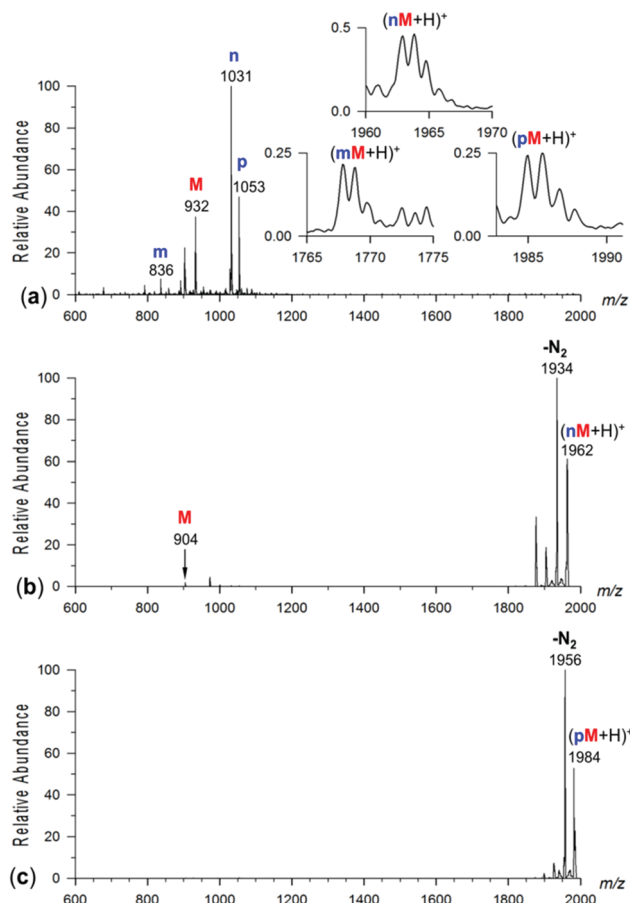 (nM+H)⁺
0.5
0.0
1960 1965 1970
n
1031
100
80
60
40
20
0
Relative Abundance
p
1053
M
932
m
836
(mM+H)⁺
0.25
0.00
1765 1770 1775
(pM+H)⁺
0.25
0.00
1985 1990
(a)
600 800 1000 1200 1400 1600 1800 2000 m/z
-N₂
1934
(nM+H)⁺
1962
100
80
60
40
20
0
Relative Abundance
M
904
(b)
600 800 1000 1200 1400 1600 1800 2000 m/z
-N₂
1956
(pM+H)⁺
1984
100
80
60
40
20
0
Relative Abundance
(c)
600 800 1000 1200 1400 1600 1800 2000 m/z